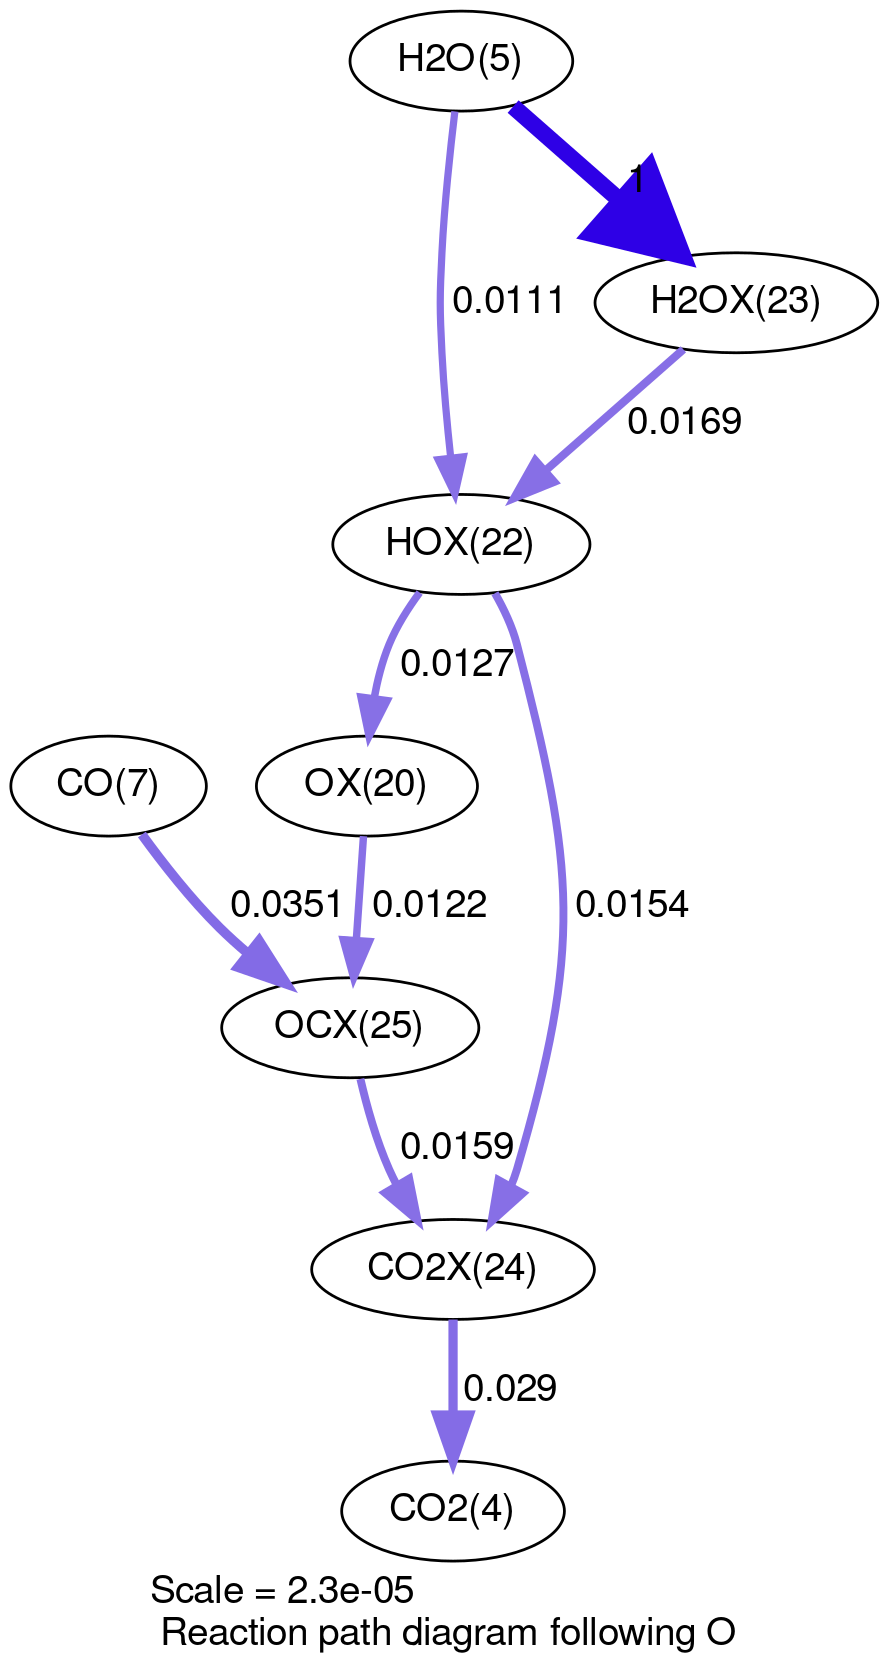 H2O(5)
1
H2OX(23)
0.0111
0.0169
HOX(22)
0.0127
CO(7)
OX(20)
0.0351
0.0122
0.0154
OCX(25)
0.0159
CO2X(24)
0.029
CO2(4)
Scale = 2.3e-05
Reaction path diagram following O